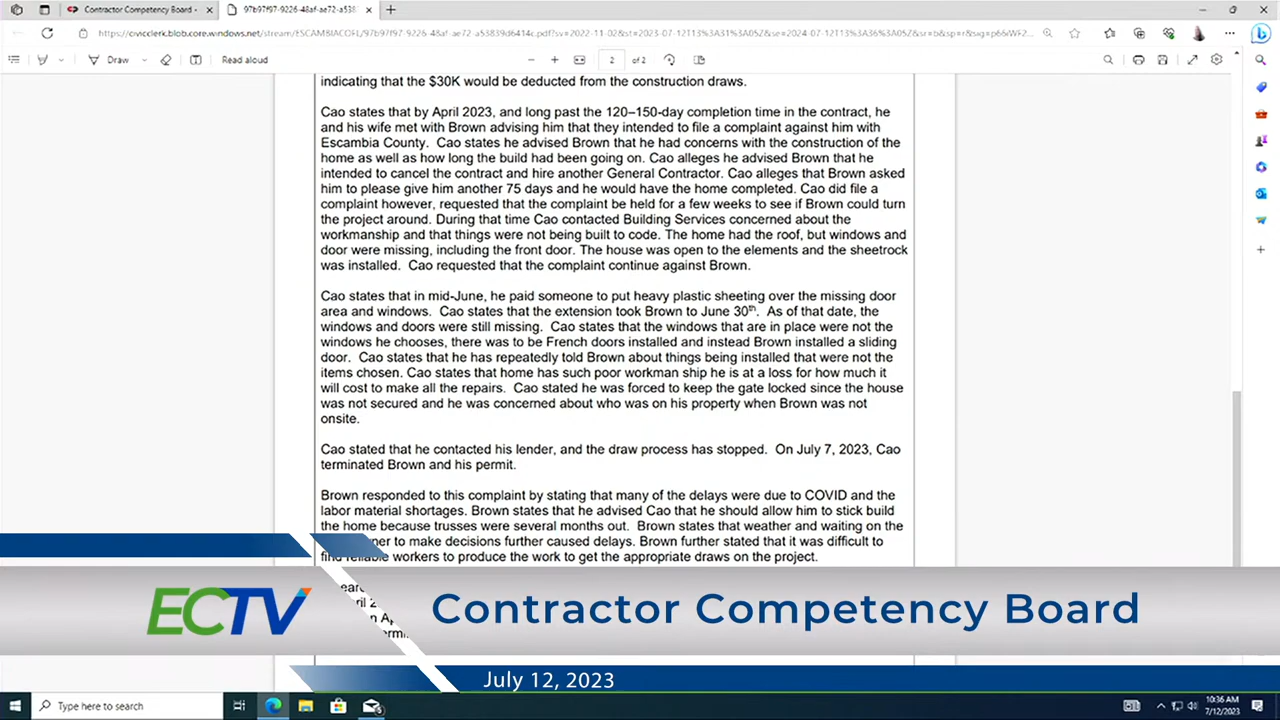 Contractor Competency Board -
97b97f97-9226-48af-ae72-a5383
https://civicclerk.blob.core.windows.net/stream/ESCAMBIACOFL/97b97f97-9226-48af-ae72-a53839d6414c.pdf?sv=2022-11-02&st=2023-07-12T13%3A31%3A05Z&se=2024-07-12T13%3A36%3A05Z&sr=b&sp=r&sig=p66iWF2...
Draw
Read aloud
2 of 2
indicating that the $30K would be deducted from the construction draws.
Cao states that by April 2023, and long past the 120–150-day completion time in the contract, he
and his wife met with Brown advising him that they intended to file a complaint against him with
Escambia County. Cao states he advised Brown that he had concerns with the construction of the
home as well as how long the build had been going on. Cao alleges he advised Brown that he
intended to cancel the contract and hire another General Contractor. Cao alleges that Brown asked
him to please give him another 75 days and he would have the home completed. Cao did file a
complaint however, requested that the complaint be held for a few weeks to see if Brown could turn
the project around. During that time Cao contacted Building Services concerned about the
workmanship and that things were not being built to code. The home had the roof, but windows and
door were missing, including the front door. The house was open to the elements and the sheetrock
was installed. Cao requested that the complaint continue against Brown.
Cao states that in mid-June, he paid someone to put heavy plastic sheeting over the missing door
area and windows. Cao states that the extension took Brown to June 30th. As of that date, the
windows and doors were still missing. Cao states that the windows that are in place were not the
windows he chooses, there was to be French doors installed and instead Brown installed a sliding
door. Cao states that he has repeatedly told Brown about things being installed that were not the
items chosen. Cao states that home has such poor workman ship he is at a loss for how much it
will cost to make all the repairs. Cao stated he was forced to keep the gate locked since the house
was not secured and he was concerned about who was on his property when Brown was not
onsite.
Cao stated that he contacted his lender, and the draw process has stopped. On July 7, 2023, Cao
terminated Brown and his permit.
Brown responded to this complaint by stating that many of the delays were due to COVID and the
labor material shortages. Brown states that he advised Cao that he should allow him to stick build
the home because trusses were several months out. Brown states that weather and waiting on the
to make decisions further caused delays. Brown further stated that it was difficult to
find reliable workers to produce the work to get the appropriate draws on the project.
ECTV
Contractor Competency Board
July 12, 2023
Type here to search
10:36 AM
7/12/2023